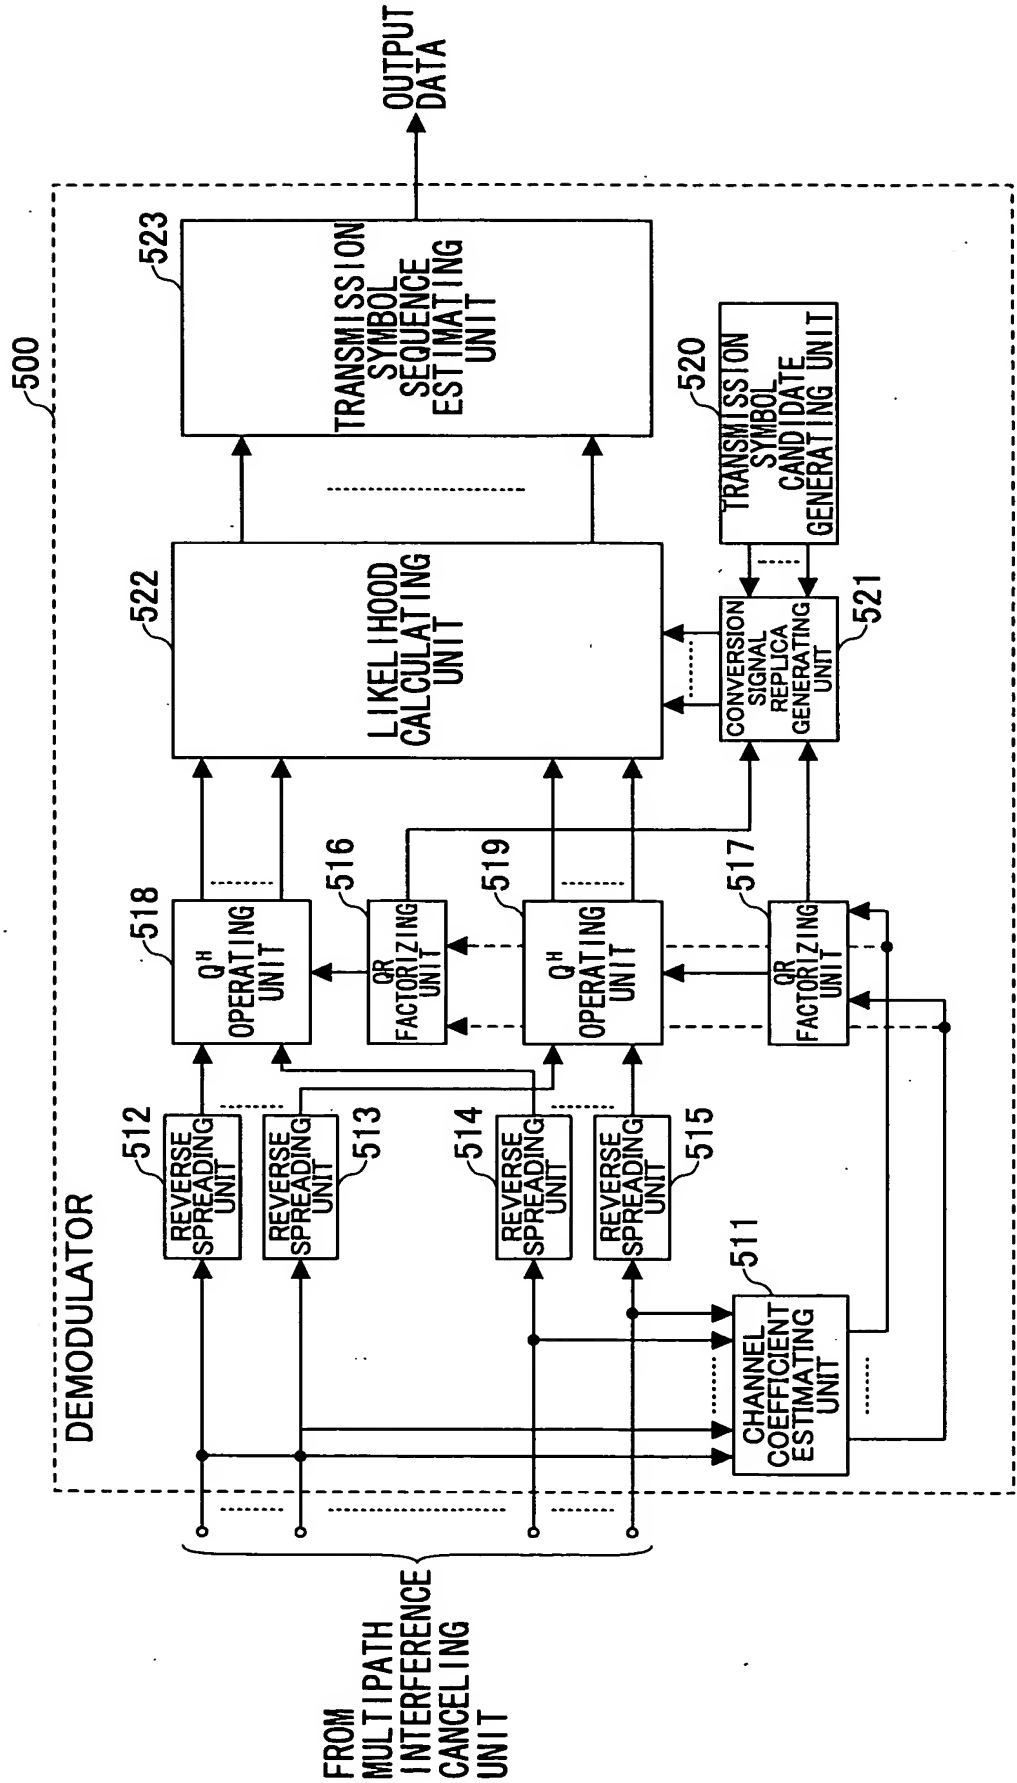 500
DEMODULATOR
FROM
MULTIPATH
INTERFERENCE
CANCELING
UNIT
512
REVERSE
SPREADING
UNIT
REVERSE
SPREADING
UNIT
513
514
REVERSE
SPREADING
UNIT
REVERSE
SPREADING
UNIT
515
511
CHANNEL
COEFFICIENT
ESTIMATING
UNIT
518
Qᴴ
OPERATING
UNIT
516
QR
FACTORIZING
UNIT
519
Qᴴ
OPERATING
UNIT
517
QR
FACTORIZING
UNIT
522
LIKELIHOOD
CALCULATING
UNIT
CONVERSION
SIGNAL
REPLICA
GENERATING
UNIT
521
520
TRANSMISSION
SYMBOL
CANDIDATE
GENERATING UNIT
523
TRANSMISSION
SYMBOL
SEQUENCE
ESTIMATING
UNIT
OUTPUT
DATA